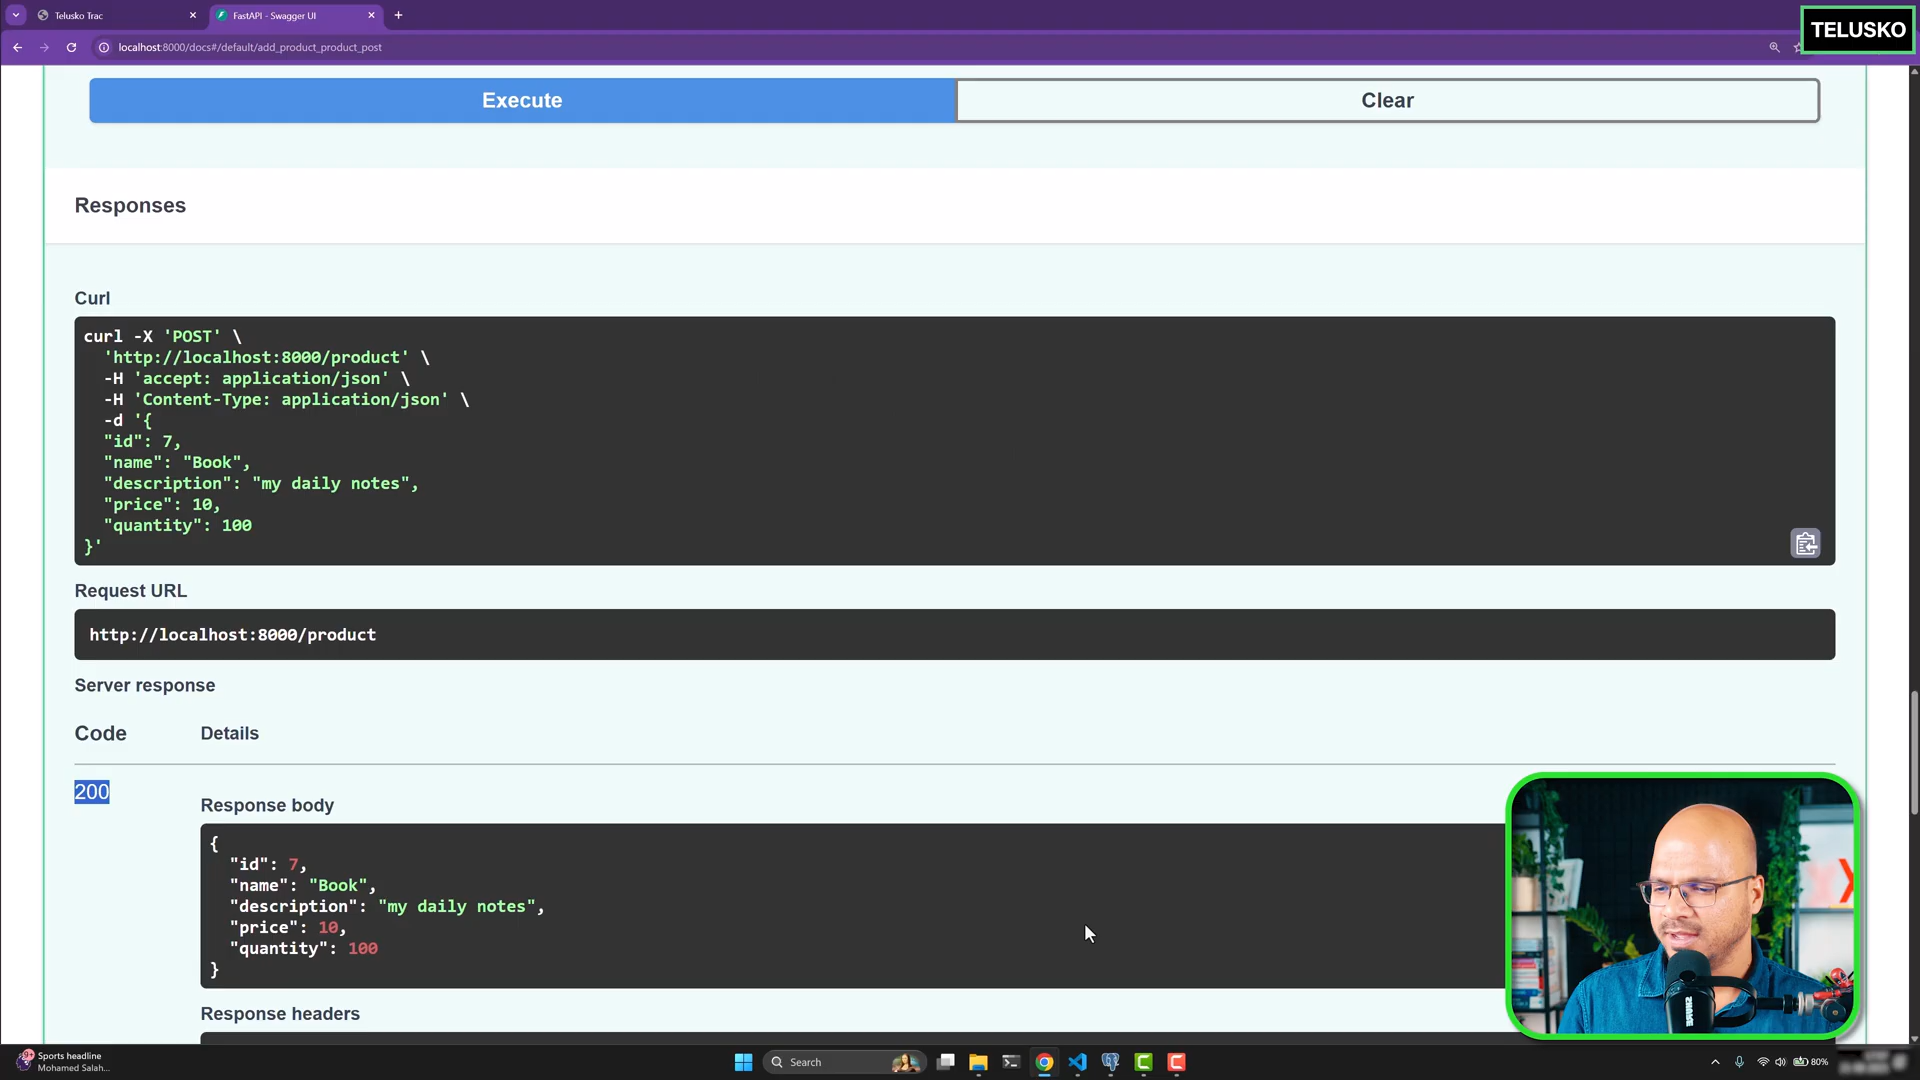 Telusko Trac
FastAPI - Swagger UI
localhost:8000/docs#/default/add_product_product_post
TELUSKO
Execute
Clear
Responses
Curl
curl -X 'POST' \
'http://localhost:8000/product' \
-H 'accept: application/json' \
-H 'Content-Type: application/json' \
-d '{
"id": 7,
"name": "Book",
"description": "my daily notes",
"price": 10,
"quantity": 100
}'
Request URL
http://localhost:8000/product
Server response
Code
Details
200
Response body
{
"id": 7,
"name": "Book",
"description": "my daily notes",
"price": 10,
"quantity": 100
}
Response headers
SHURE
Sports headline
Mohamed Salah...
Search
80%